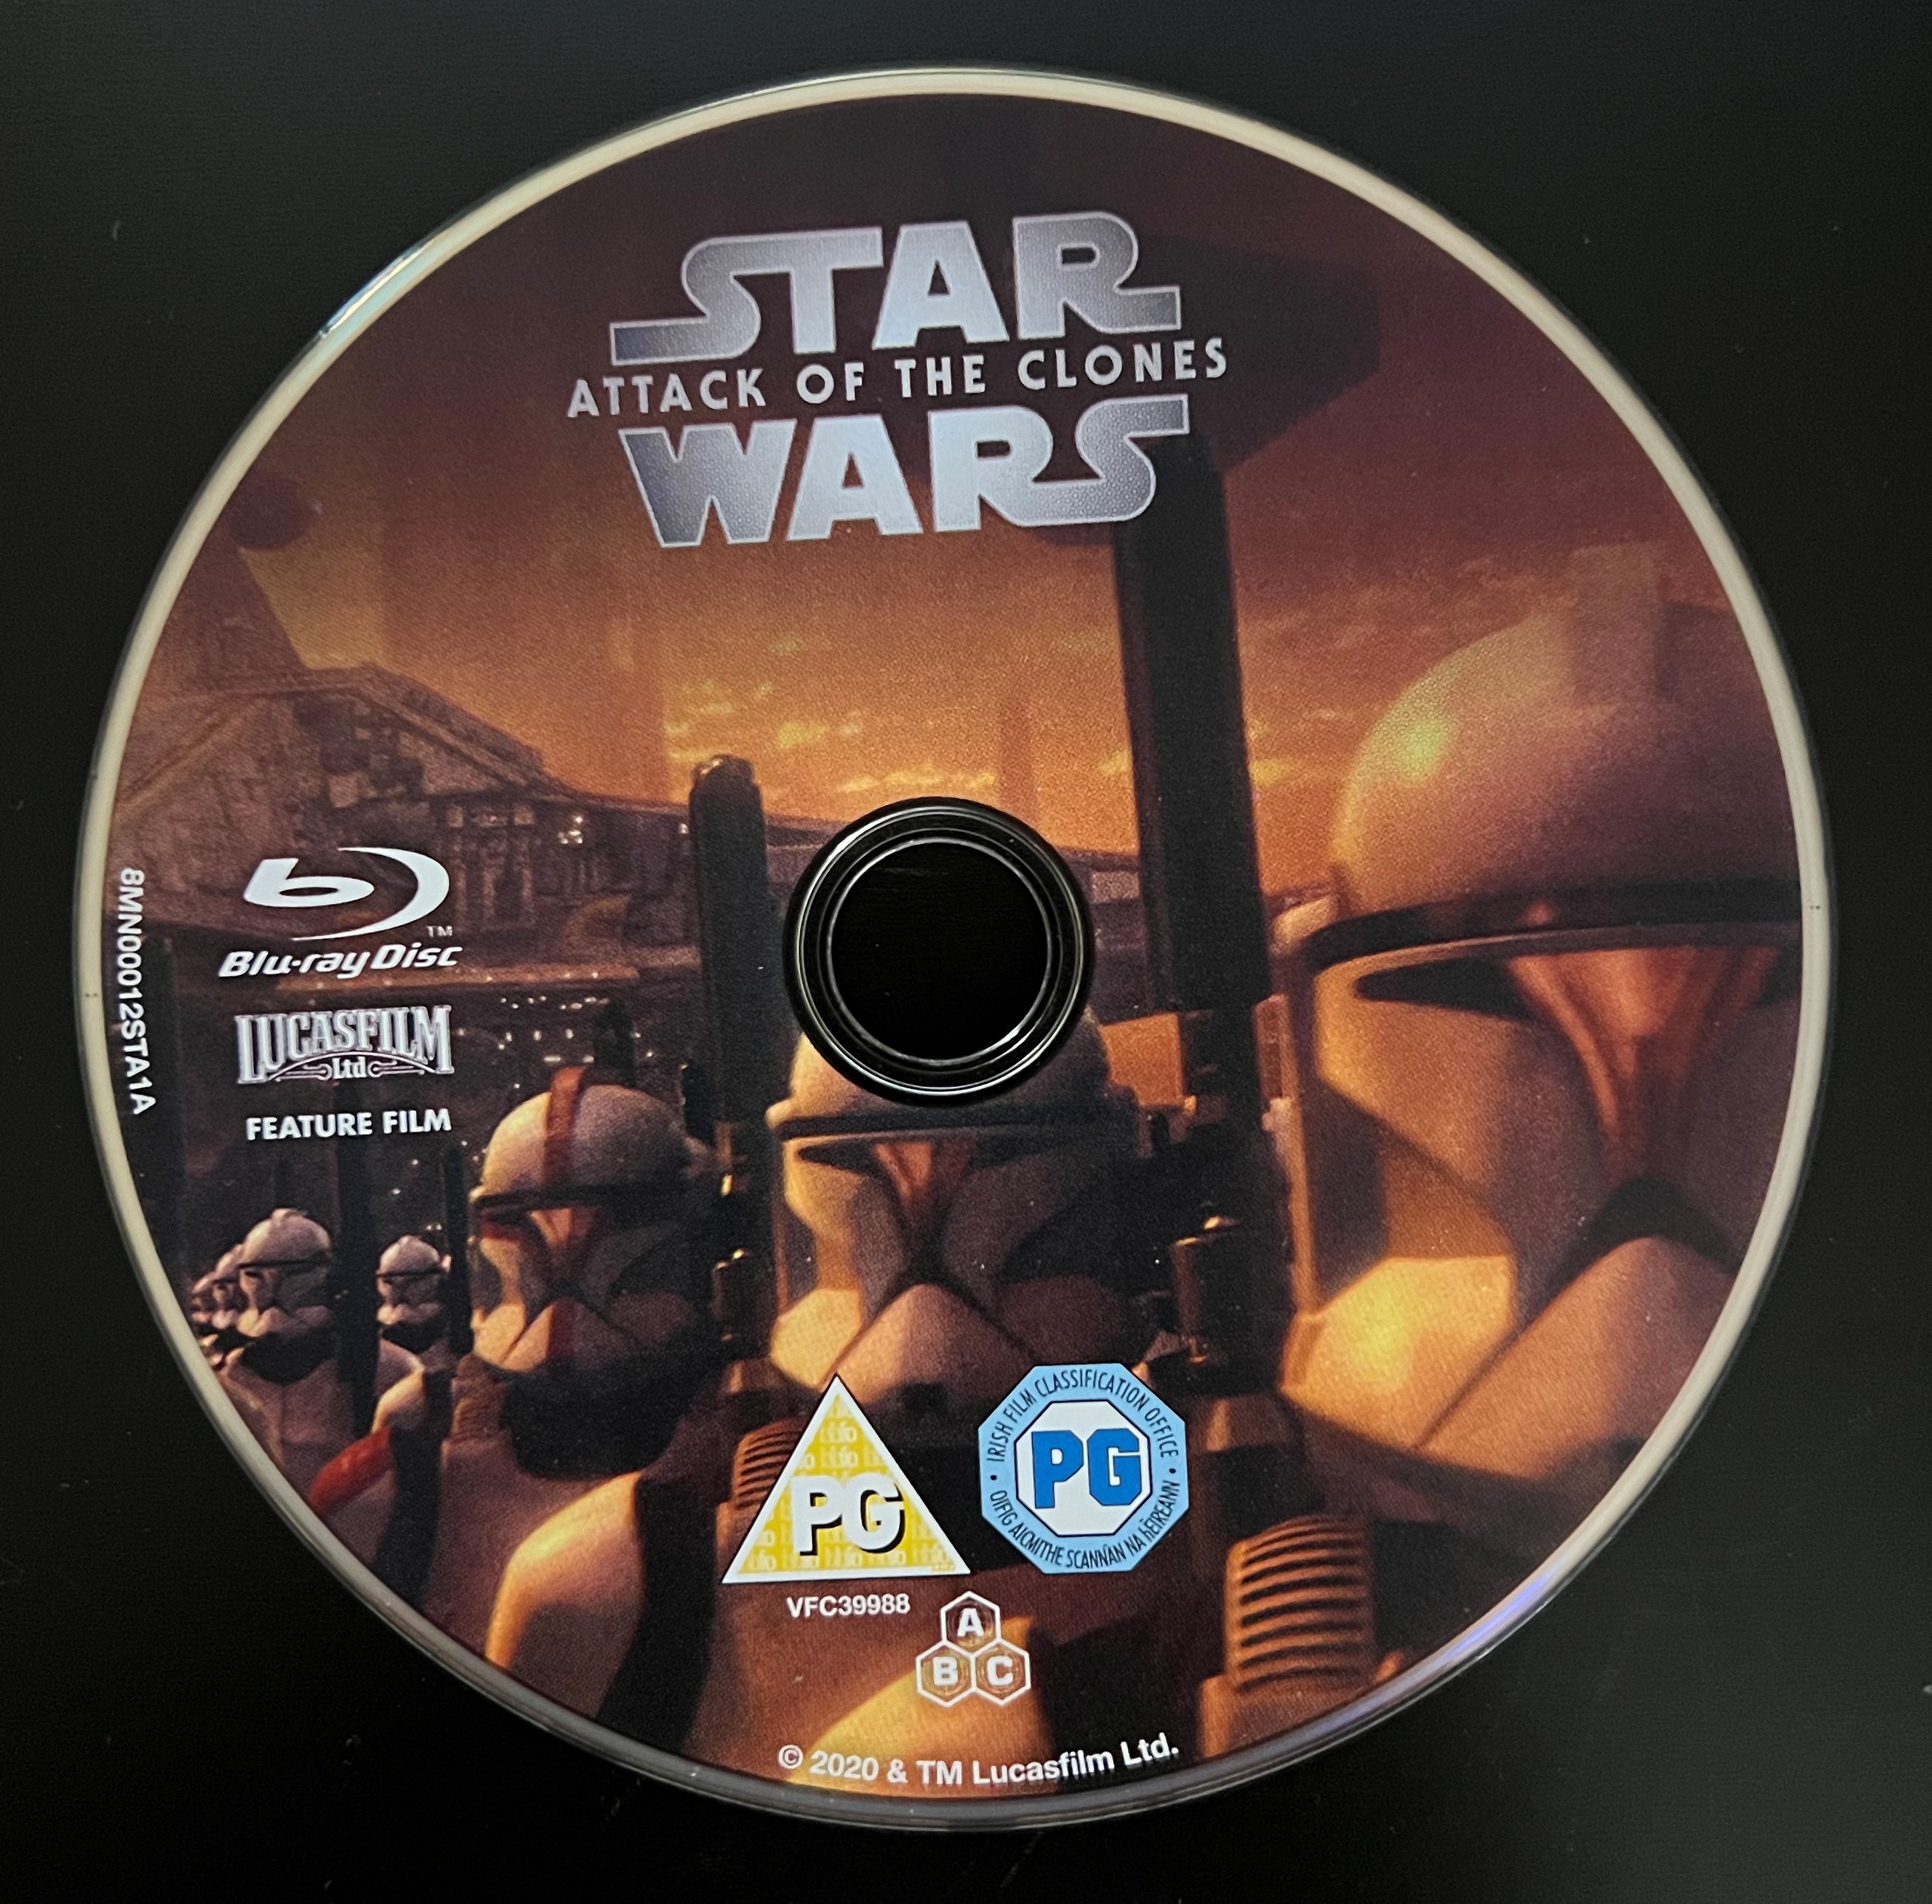 STAR
ATTACK OF THE CLONES
WARS
8MN00012STA1A
Blu-ray Disc
TM
LUCASFILM
Ltd
FEATURE FILM
PG
IRISH FILM CLASSIFICATION OFFICE • OIFIG AICMITHE SCANNÁN NA hÉIREANN •
PG
VFC39988
A
B C
© 2020 & TM Lucasfilm Ltd.